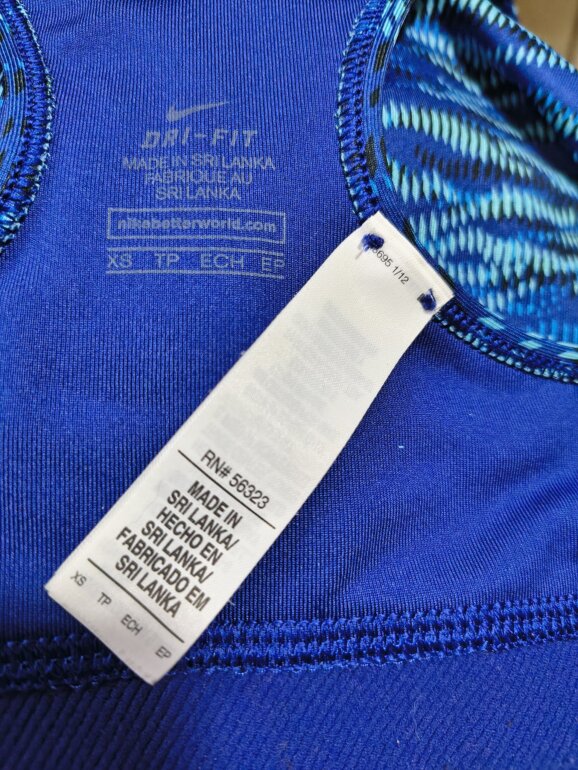 DRI-FIT
MADE IN SRI LANKA
FABRIQUE AU
SRI LANKA
nikebetterworld.com
XS TP ECH EP
1/12
RN# 56323
MADE IN
SRI LANKA/
HECHO EN
SRI LANKA/
FABRICADO EM
SRI LANKA
XS TP ECH EP